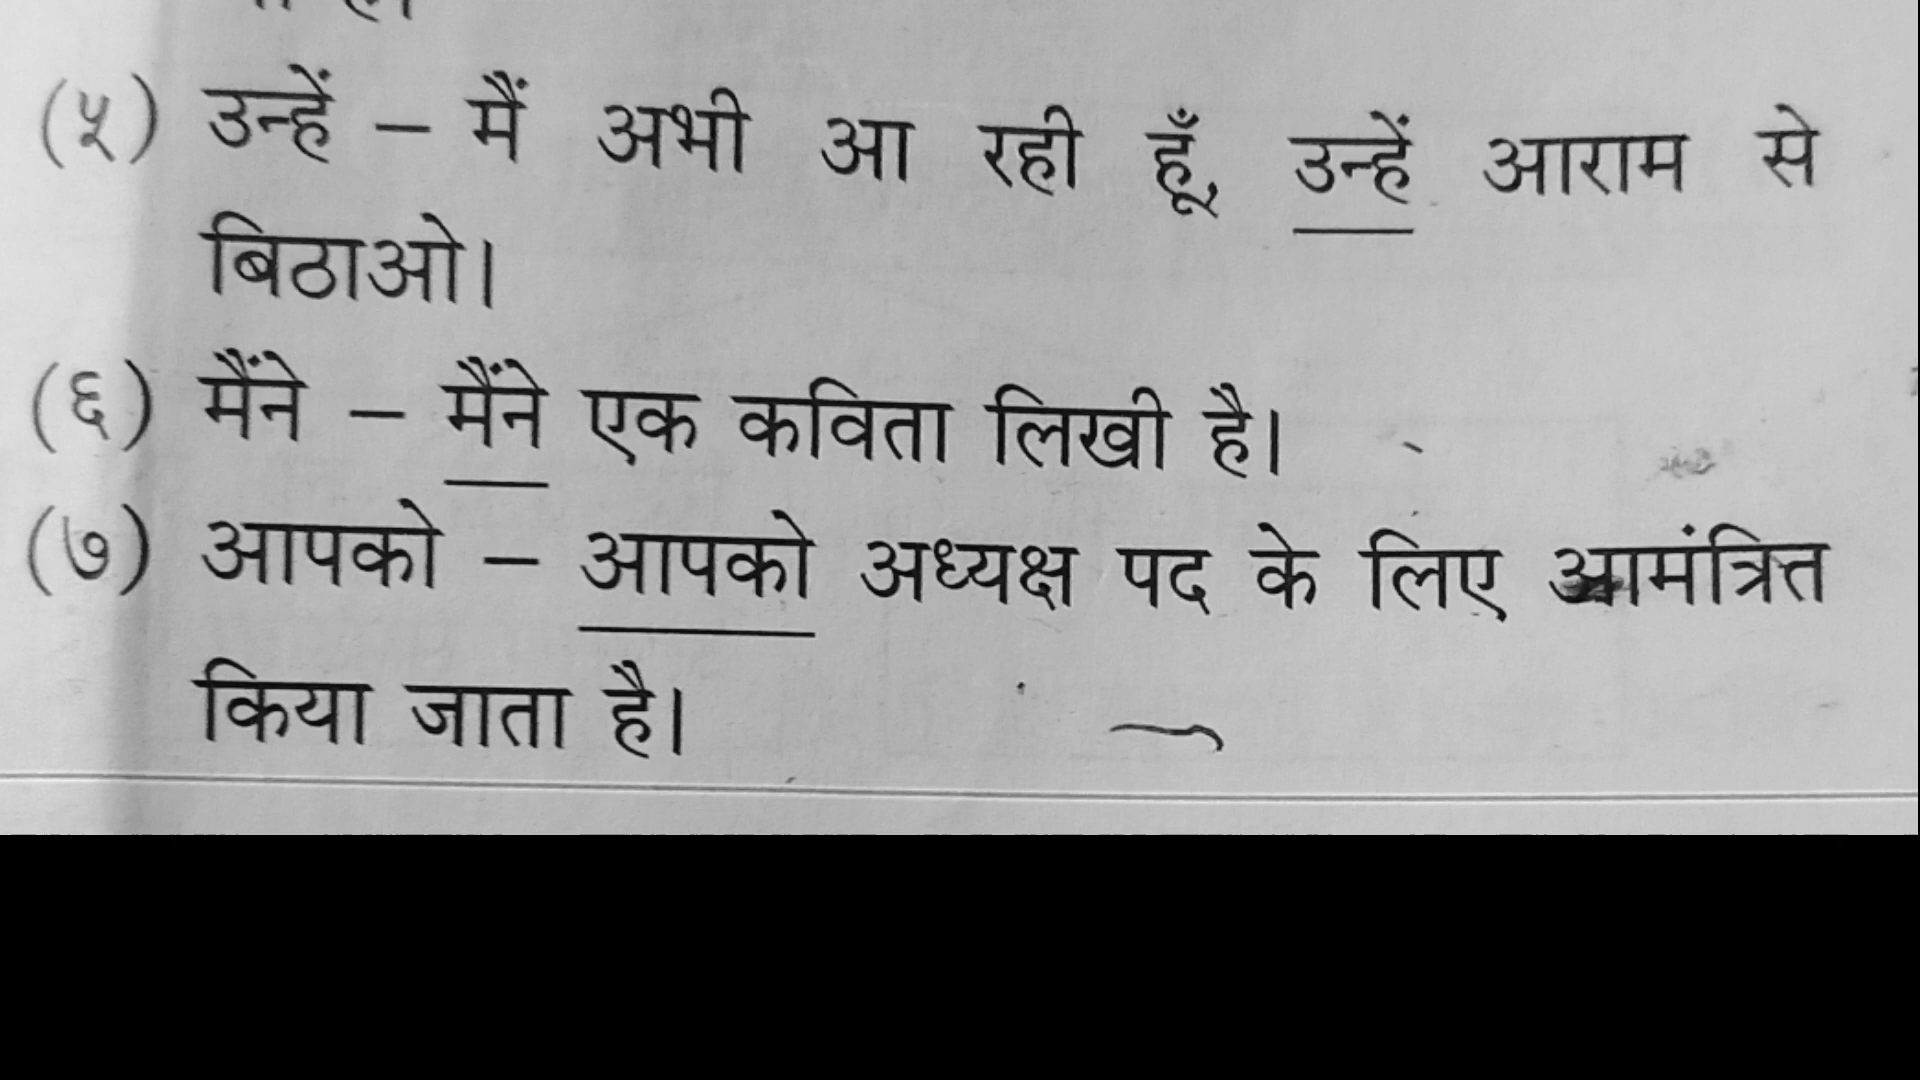 (५) उन्हें – मैं अभी आ रही हूँ, उन्हें आराम से
बिठाओ।
(६) मैंने – मैंने एक कविता लिखी है।
(७) आपको – आपको अध्यक्ष पद के लिए आमंत्रित
किया जाता है।